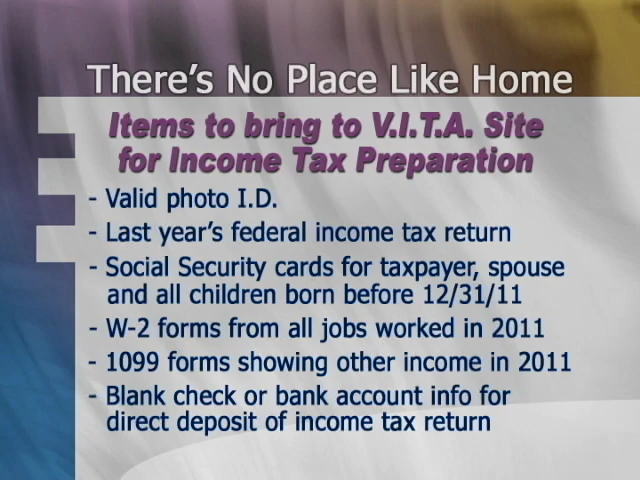 There's No Place Like Home
Items to bring to V.I.T.A. Site
for Income Tax Preparation
- Valid photo I.D.
- Last year's federal income tax return
- Social Security cards for taxpayer, spouse
and all children born before 12/31/11
- W-2 forms from all jobs worked in 2011
- 1099 forms showing other income in 2011
- Blank check or bank account info for
direct deposit of income tax return